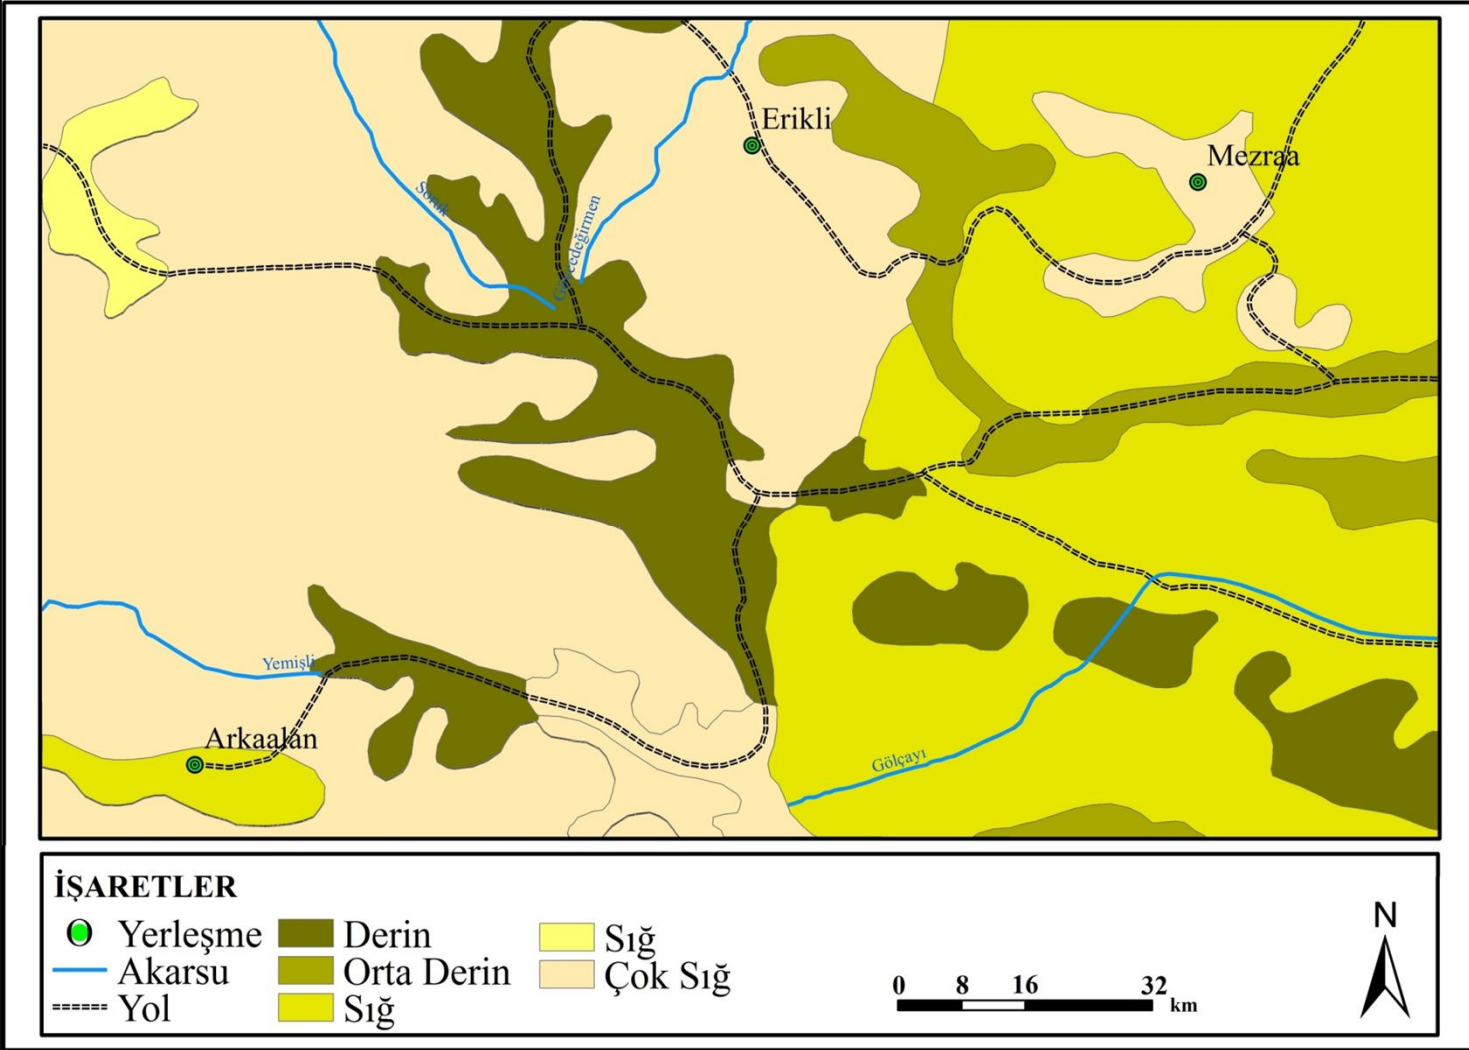 Erikli
Mezraa
Soruk
Gölcedeğirmen
Yemişli
Arkaalan
Gölçayı
İŞARETLER
Yerleşme
Derin
Sığ
Akarsu
Orta Derin
Çok Sığ
Yol
Sığ
0 8 16 32
km
N